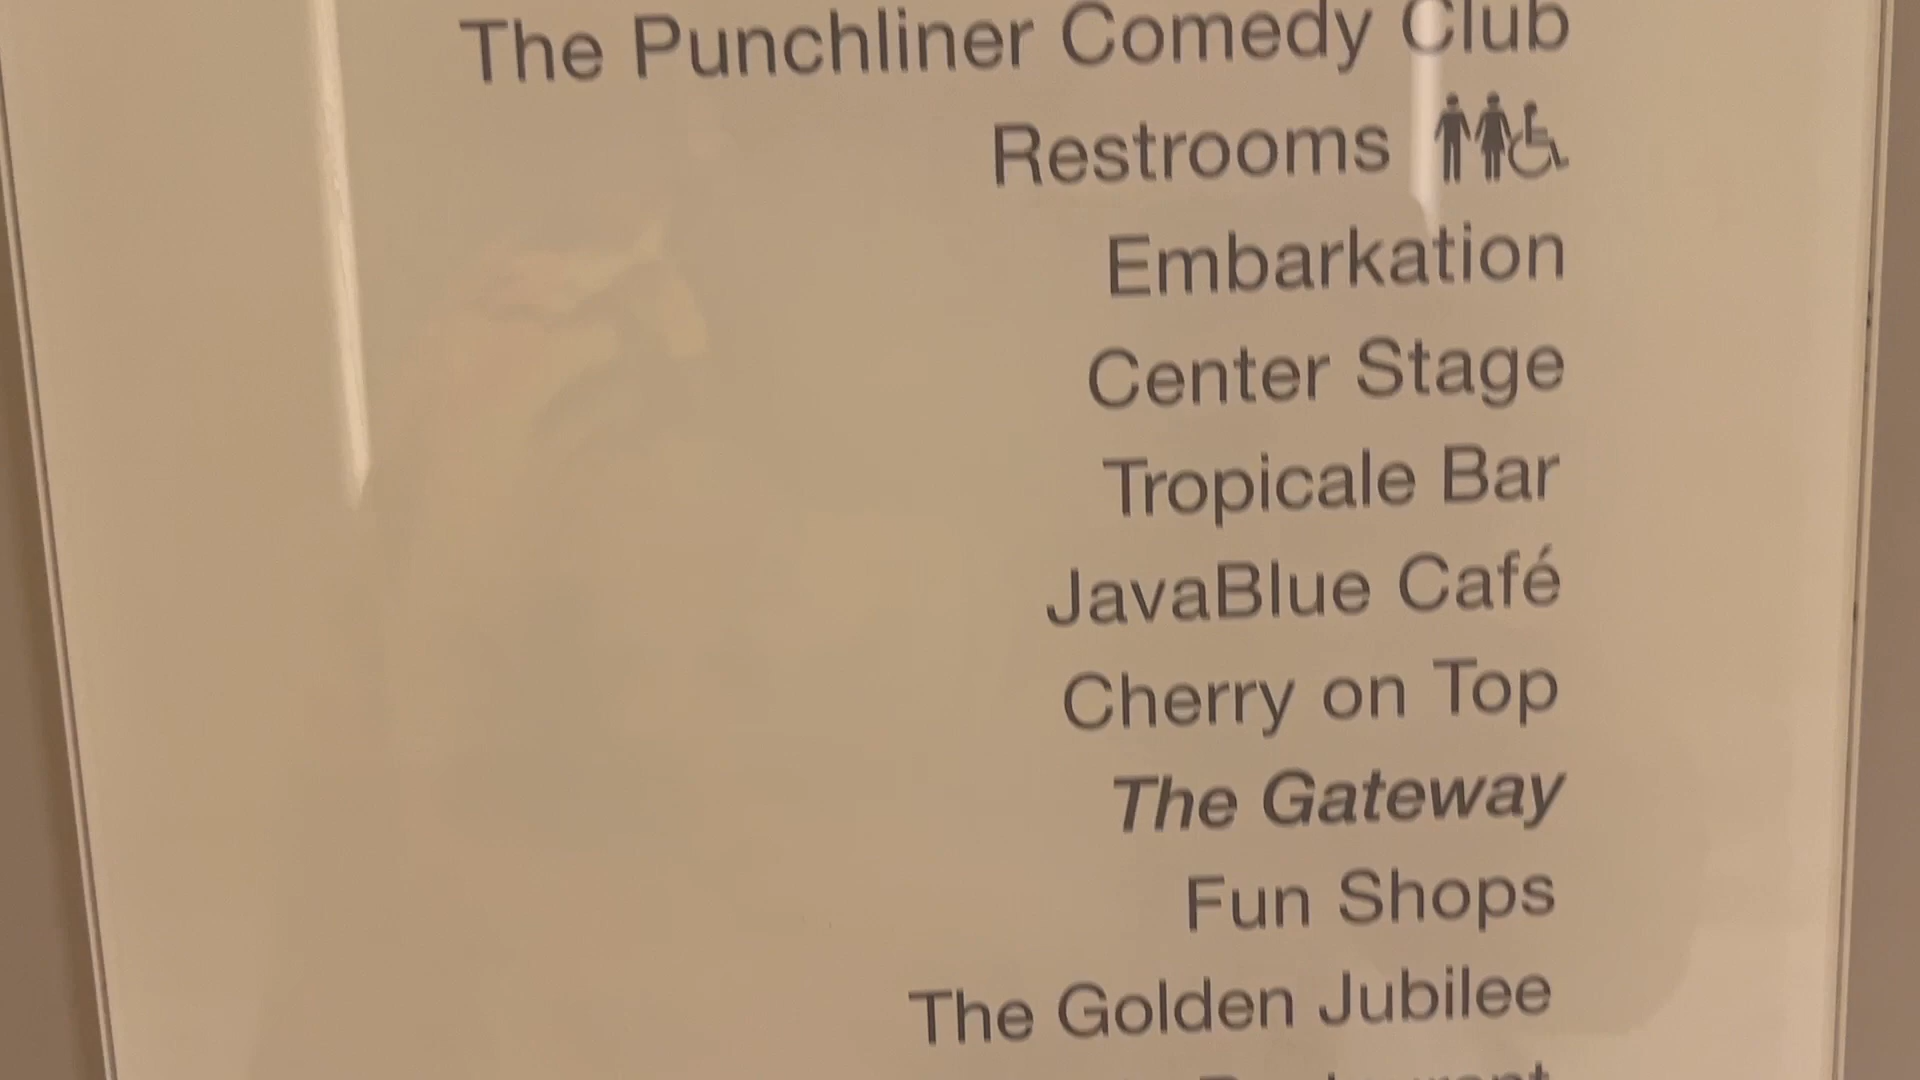 The Punchliner Comedy Club
Restrooms
Embarkation
Center Stage
Tropicale Bar
JavaBlue Café
Cherry on Top
The Gateway
Fun Shops
The Golden Jubilee